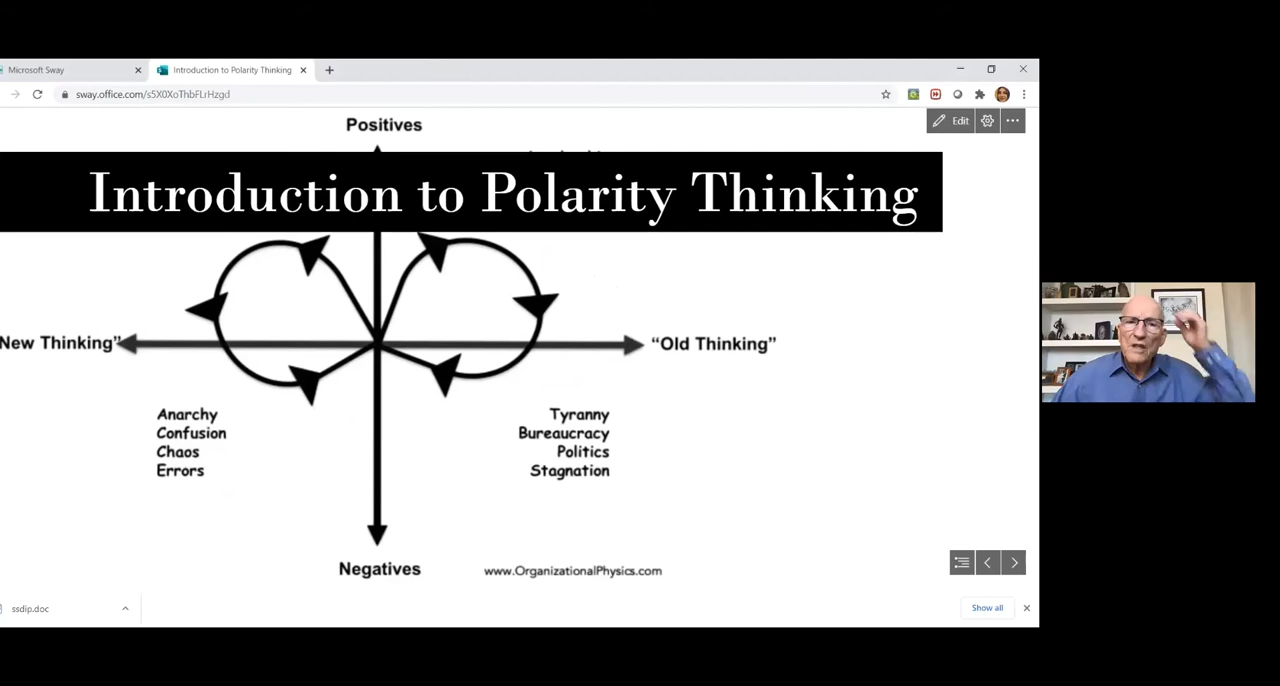 Microsoft Sway
Introduction to Polarity Thinking
sway.office.com/s5X0XoThbFLrHzgd
Edit
Positives
Introduction to Polarity Thinking
New Thinking”
“Old Thinking”
Anarchy
Confusion
Chaos
Errors
Tyranny
Bureaucracy
Politics
Stagnation
Negatives
www.OrganizationalPhysics.com
ssdip.doc
Show all